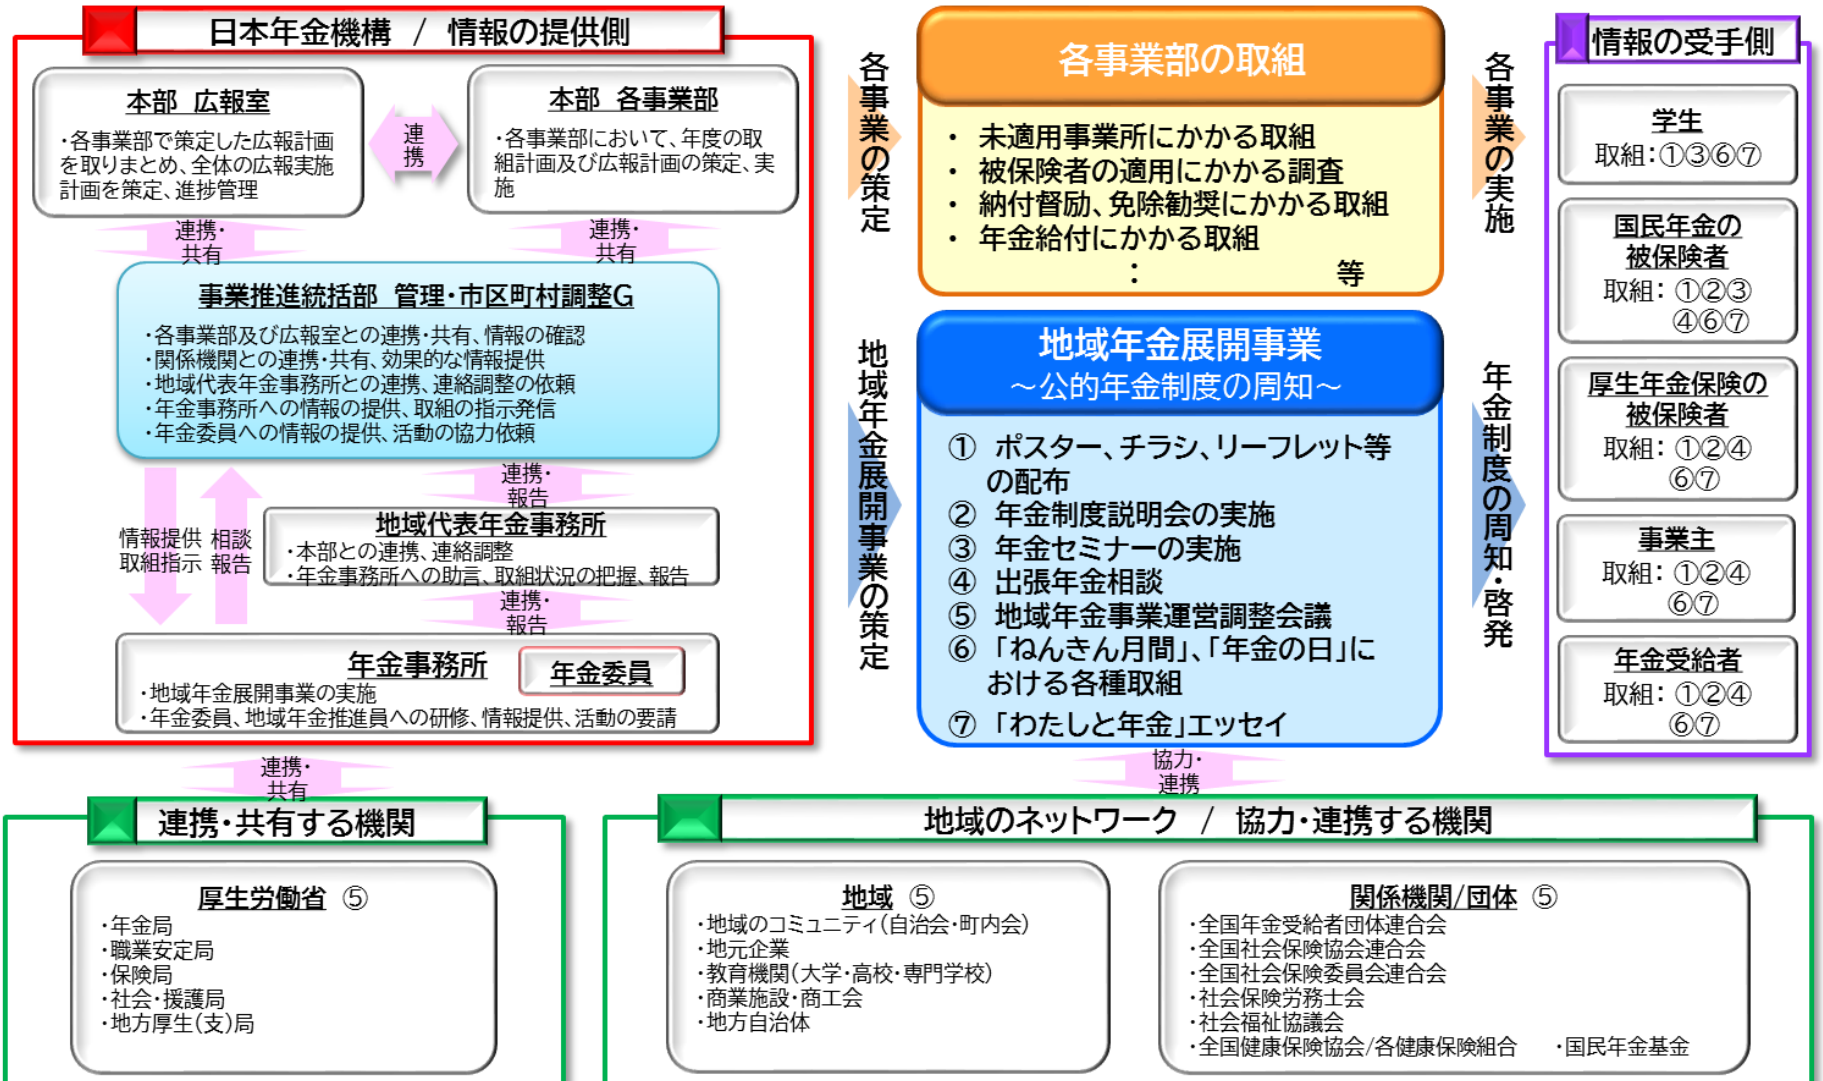 日本年金機構 / 情報の提供側
本部 広報室
・各事業部で策定した広報計画
を取りまとめ、全体の広報実施
計画を策定、進捗管理
連携
本部 各事業部
・各事業部において、年度の取
組計画及び広報計画の策定、実
施
連携・
共有
連携・
共有
事業推進統括部 管理・市区町村調整G
・各事業部及び広報室との連携・共有、情報の確認
・関係機関との連携・共有、効果的な情報提供
・地域代表年金事務所との連携、連絡調整の依頼
・年金事務所への情報の提供、取組の指示発信
・年金委員への情報の提供、活動の協力依頼
情報提供
取組指示
相談
報告
連携・
報告
地域代表年金事務所
・本部との連携、連絡調整
・年金事務所への助言、取組状況の把握、報告
連携・
報告
年金事務所
年金委員
・地域年金展開事業の実施
・年金委員、地域年金推進員への研修、情報提供、活動の要請
各事業の策定
地域年金展開事業の策定
各事業部の取組
・ 未適用事業所にかかる取組
・ 被保険者の適用にかかる調査
・ 納付督励、免除勧奨にかかる取組
・ 年金給付にかかる取組
： 等
地域年金展開事業
～公的年金制度の周知～
① ポスター、チラシ、リーフレット等
の配布
② 年金制度説明会の実施
③ 年金セミナーの実施
④ 出張年金相談
⑤ 地域年金事業運営調整会議
⑥ 「ねんきん月間」、「年金の日」に
おける各種取組
⑦ 「わたしと年金」エッセイ
各事業の実施
年金制度の周知・啓発
情報の受手側
学生
取組：①③⑥⑦
国民年金の
被保険者
取組： ①②③
④⑥⑦
厚生年金保険の
被保険者
取組： ①②④
⑥⑦
事業主
取組： ①②④
⑥⑦
年金受給者
取組： ①②④
⑥⑦
連携・
共有
連携・共有する機関
厚生労働省 ⑤
・年金局
・職業安定局
・保険局
・社会・援護局
・地方厚生(支)局
協力・
連携
地域のネットワーク / 協力・連携する機関
地域 ⑤
・地域のコミュニティ(自治会・町内会)
・地元企業
・教育機関(大学・高校・専門学校)
・商業施設・商工会
・地方自治体
関係機関/団体 ⑤
・全国年金受給者団体連合会
・全国社会保険協会連合会
・全国社会保険委員会連合会
・社会保険労務士会
・社会福祉協議会
・全国健康保険協会/各健康保険組合 ・国民年金基金